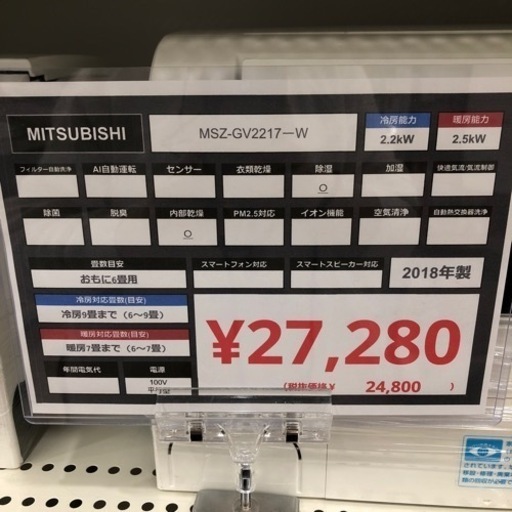 MITSUBISHI
MSZ-GV2217ーW
冷房能力
2.2kW
暖房能力
2.5kW
フィルター自動洗浄
AI自動運転
センサー
衣類乾燥
除湿
○
加湿
快適気流/気流制御
除菌
脱臭
内部乾燥
○
PM2.5対応
イオン機能
空気清浄
自動熱交換器洗浄
畳数目安
おもに6畳用
スマートフォン対応
スマートスピーカー対応
2018年製
冷房対応畳数(目安)
冷房9畳まで（6〜9畳）
暖房対応畳数(目安)
暖房7畳まで（6〜7畳）
年間電気代
電源
100V
平行型
¥27,280
（税抜価格¥ 24,800 ）